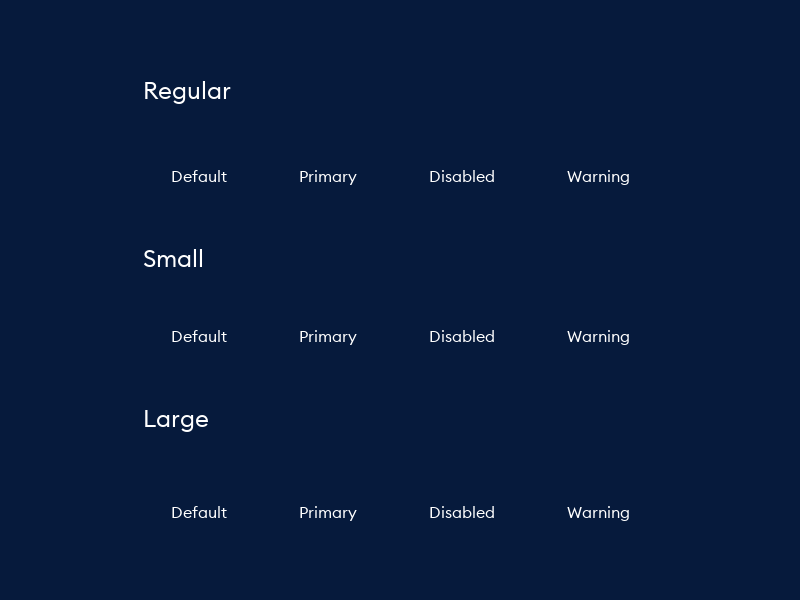 Regular
Default Primary Disabled Warning
Small
Default Primary Disabled Warning
Large
Default Primary Disabled Warning